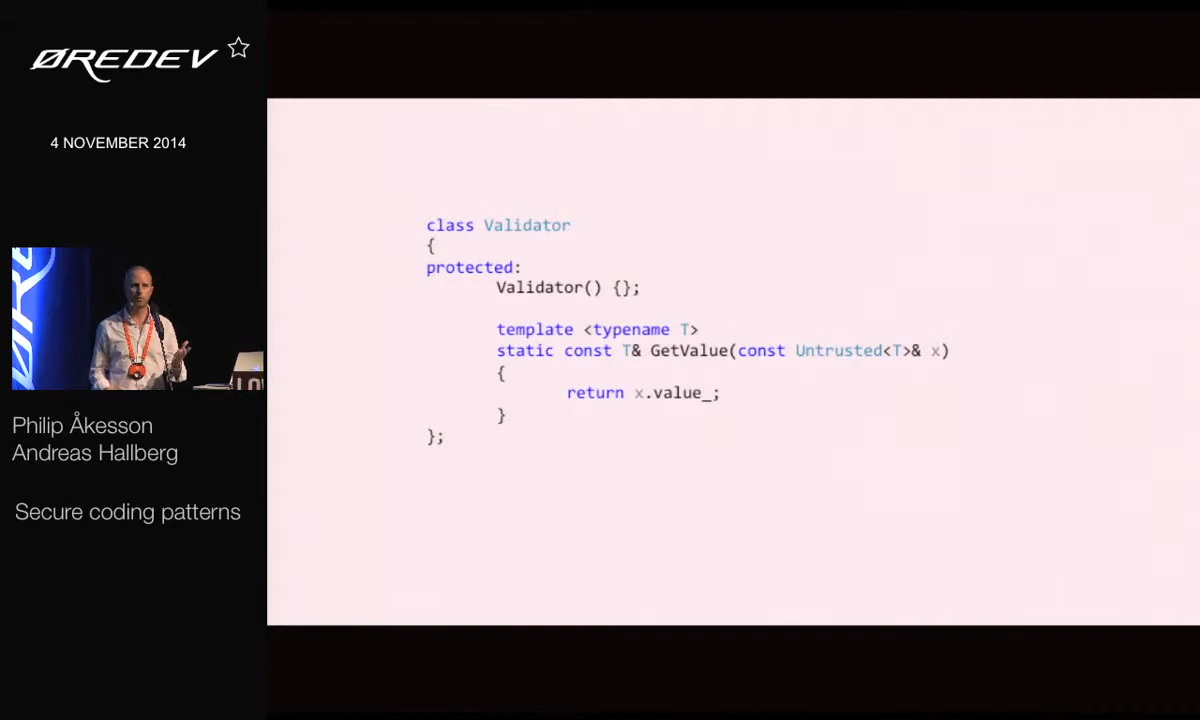 ØREDEV
4 NOVEMBER 2014
Philip Åkesson
Andreas Hallberg
Secure coding patterns
class Validator
{
protected:
Validator() {};
template <typename T>
static const T& GetValue(const Untrusted<T>& x)
{
return x.value_;
}
};